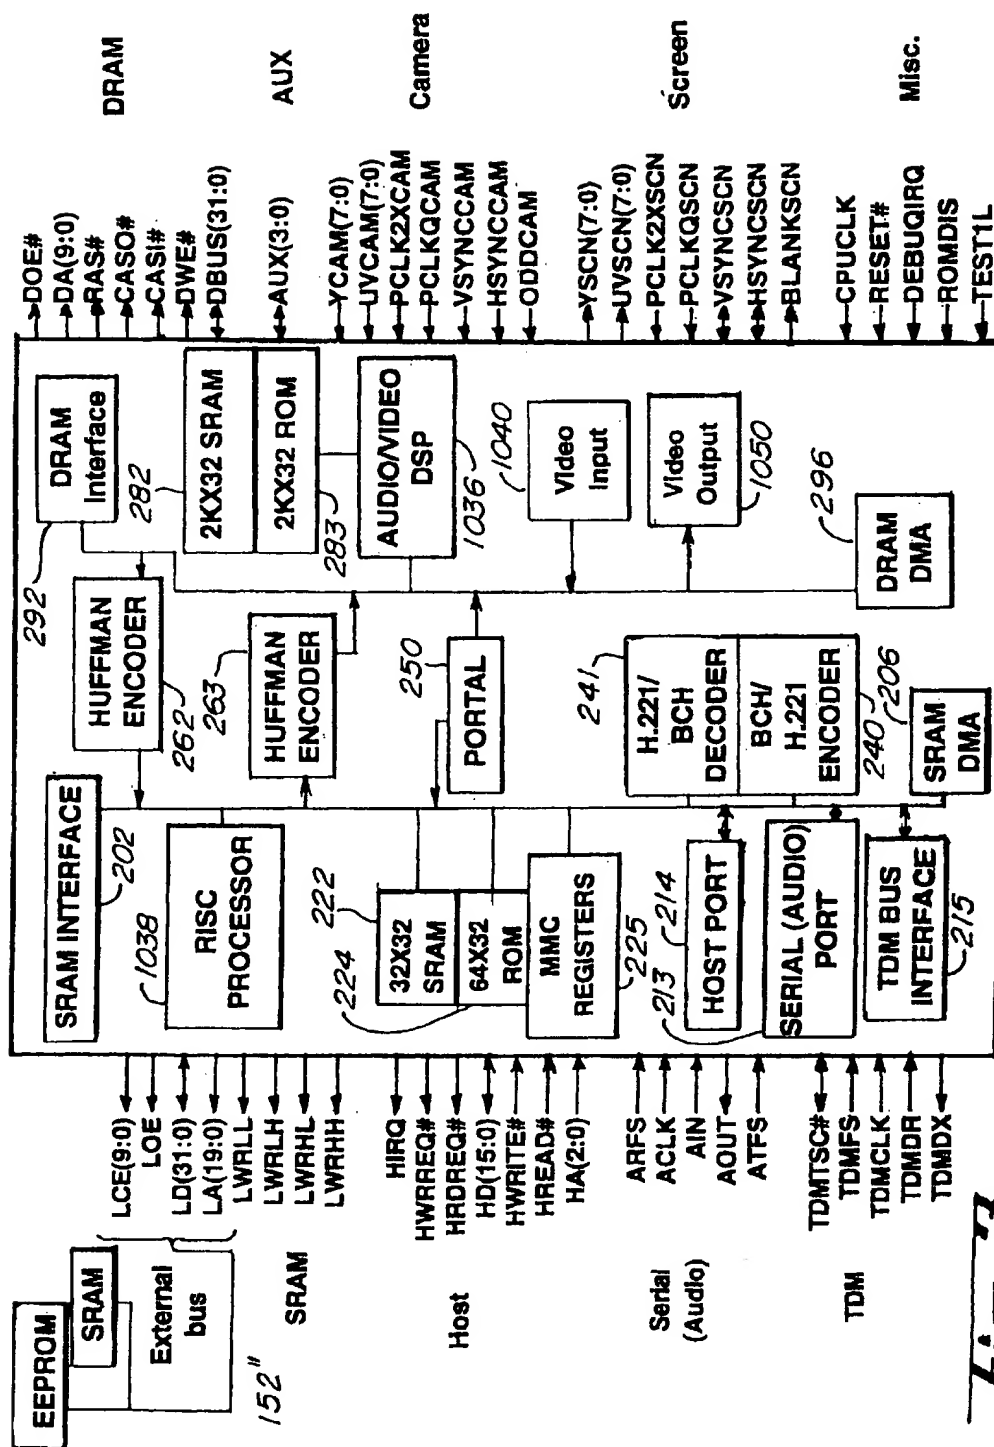 EEPROM
SRAM
External
bus
152"
LCE(9:0)
LOE
LD(31:0)
LA(19:0)
LWRLL
LWRLH
LWRHL
LWRHH
SRAM
HIRQ
HWRREQ#
HRDREQ#
HD(15:0)
HWRITE#
HREAD#
HA(2:0)
Host
ARFS
ACLK
AIN
AOUT
ATFS
Serial
(Audio)
TDMTSC#
TDMFS
TDMCLK
TDMDR
TDMDX
TDM
SRAM INTERFACE
202
RISC
PROCESSOR
1038
32X32
SRAM
222
64X32
ROM
224
MMC
REGISTERS
225
HOST PORT
214
SERIAL (AUDIO)
PORT
213
TDM BUS
INTERFACE
215
HUFFMAN
ENCODER
262
HUFFMAN
ENCODER
263
PORTAL
250
H.221/
BCH
DECODER
241
BCH/
H.221
ENCODER
240
SRAM
DMA
206
DRAM
Interface
292
2KX32 SRAM
282
2KX32 ROM
283
AUDIO/VIDEO
DSP
1036
Video
Input
1040
Video
Output
1050
DRAM
DMA
296
DOE#
DA(9:0)
RAS#
CASO#
CASI#
DWE#
DBUS(31:0)
DRAM
AUX(3:0)
AUX
YCAM(7:0)
UVCAM(7:0)
PCLK2XCAM
PCLKQCAM
VSYNCCAM
HSYNCCAM
ODDCAM
Camera
YSCN(7:0)
UVSCN(7:0)
PCLK2XSCN
PCLKQSCN
VSYNCSCN
HSYNCSCN
BLANKSCN
Screen
CPUCLK
RESET#
DEBUQIRQ
ROMDIS
TEST1L
Misc.